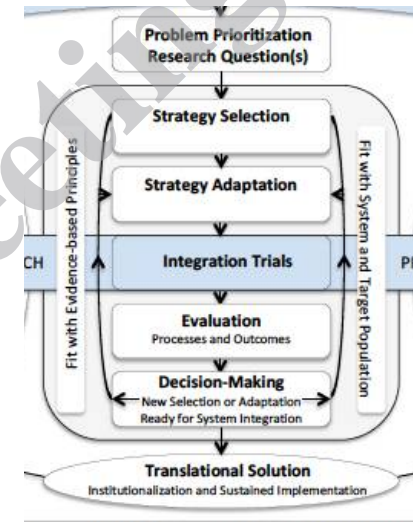 Problem Prioritization
Research Question(s)
Strategy Selection
Strategy Adaptation
Fit with Evidence-based Principles
Fit with System and Target Population
CH
Integration Trials
Evaluation
Processes and Outcomes
Decision-Making
New Selection or Adaptation
Ready for System Integration
Translational Solution
Institutionalization and Sustained Implementation